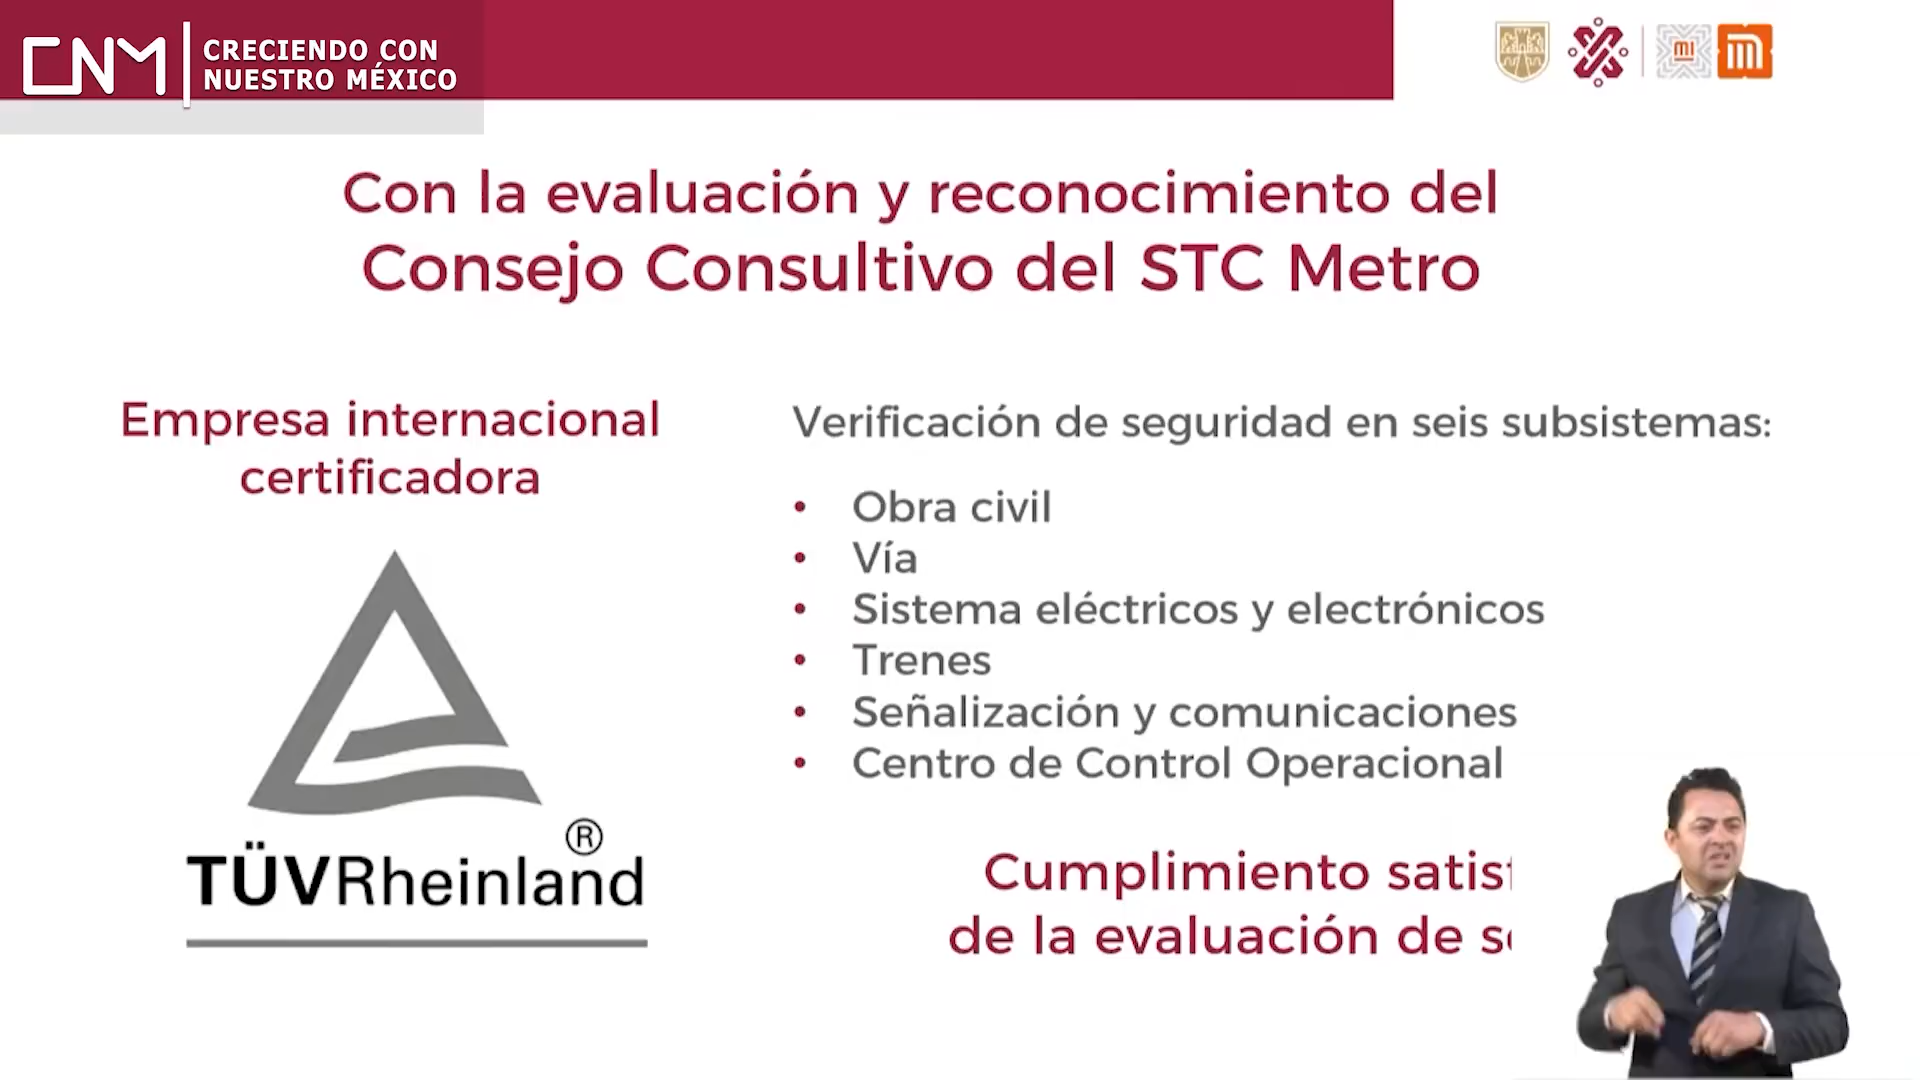 CNM
CRECIENDO CON
NUESTRO MÉXICO
MI
Con la evaluación y reconocimiento del
Consejo Consultivo del STC Metro
Empresa internacional
certificadora
TÜVRheinland
®
Verificación de seguridad en seis subsistemas:
• Obra civil
• Vía
• Sistema eléctricos y electrónicos
• Trenes
• Señalización y comunicaciones
• Centro de Control Operacional
Cumplimiento
de la evaluación de